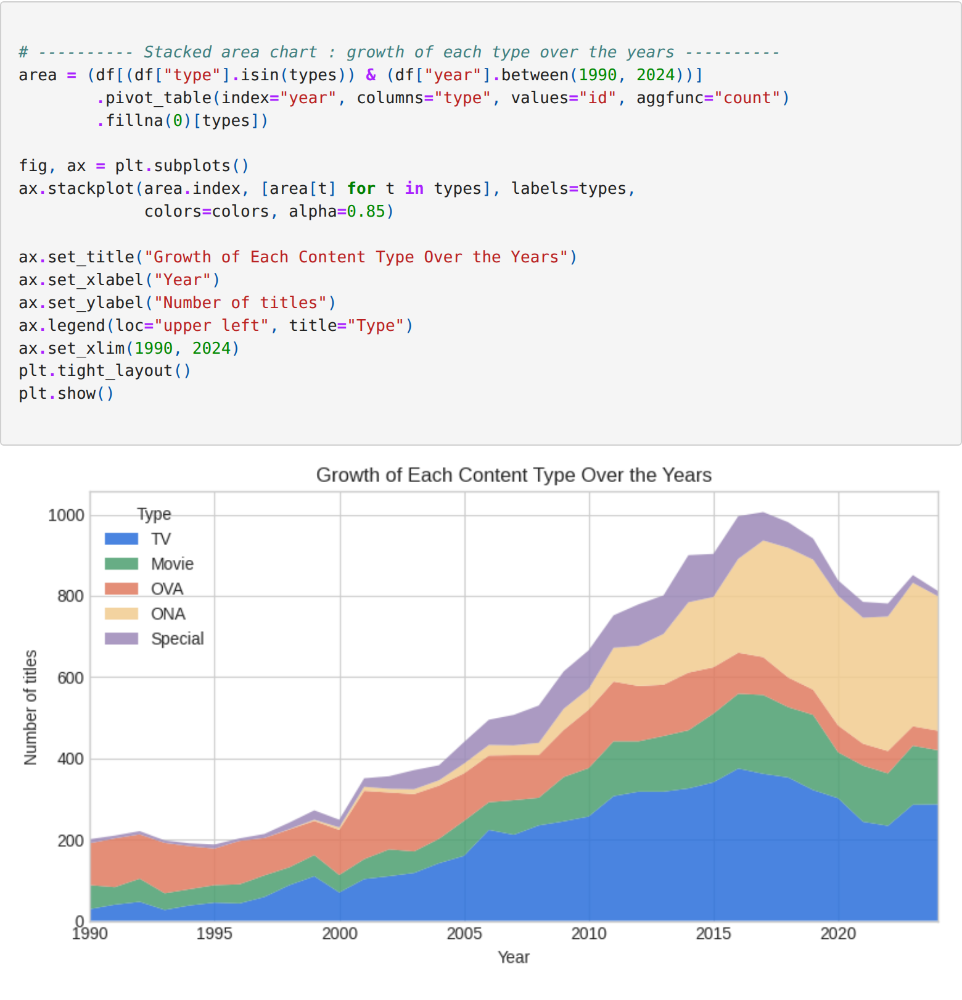 # ---------- Stacked area chart : growth of each type over the years ----------
area = (df[(df["type"].isin(types)) & (df["year"].between(1990, 2024))]
        .pivot_table(index="year", columns="type", values="id", aggfunc="count")
        .fillna(0)[types])
fig, ax = plt.subplots()
ax.stackplot(area.index, [area[t] for t in types], labels=types,
             colors=colors, alpha=0.85)
ax.set_title("Growth of Each Content Type Over the Years")
ax.set_xlabel("Year")
ax.set_ylabel("Number of titles")
ax.legend(loc="upper left", title="Type")
ax.set_xlim(1990, 2024)
plt.tight_layout()
plt.show()
Growth of Each Content Type Over the Years
Type
TV
Movie
OVA
ONA
Special
Number of titles
1000
800
600
400
200
0
1990 1995 2000 2005 2010 2015 2020
Year